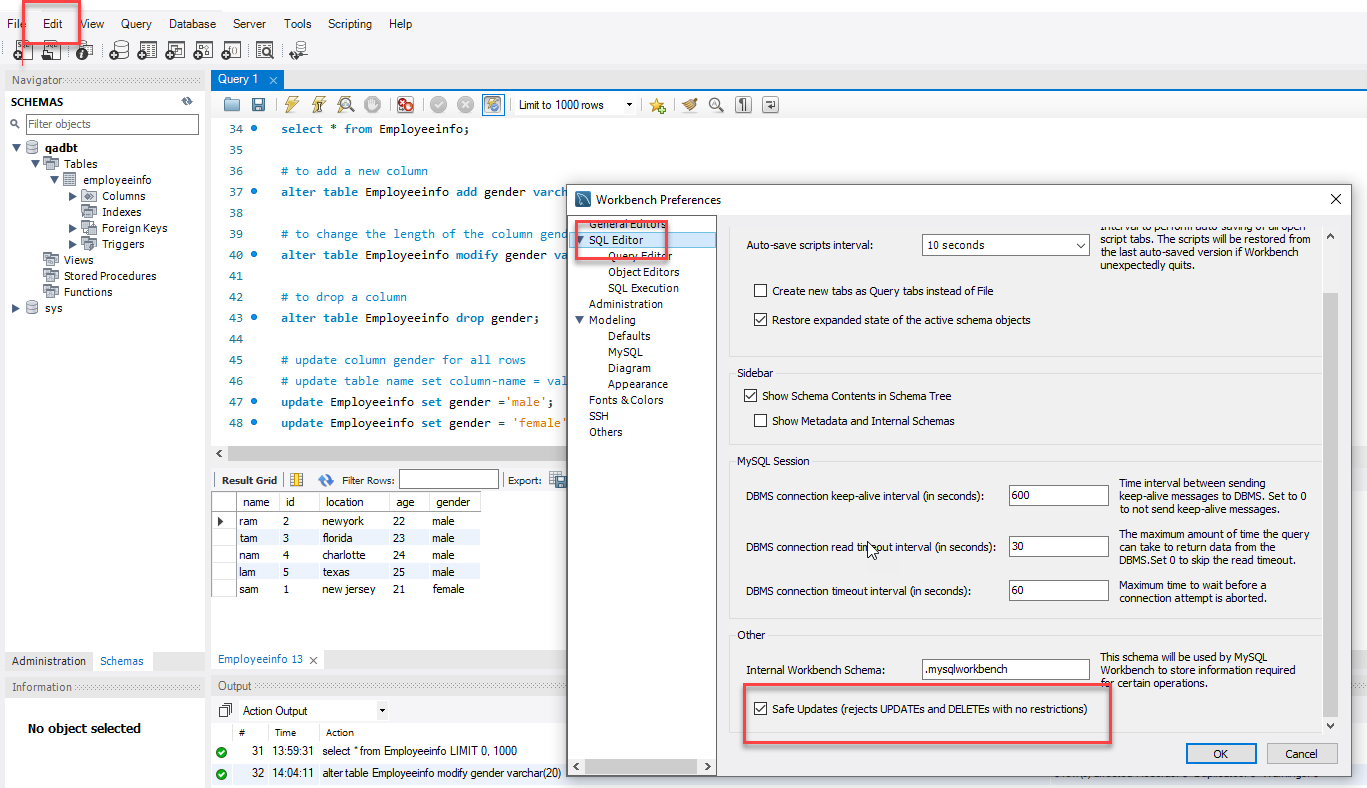 File Edit View Query Database Server Tools Scripting Help
Navigator
SCHEMAS
Filter objects
qadbt
Tables
employeeinfo
Columns
Indexes
Foreign Keys
Triggers
Views
Stored Procedures
Functions
sys
Administration Schemas
Information
No object selected
Query 1
Limit to 1000 rows
34 select * from Employeeinfo;
35
36 # to add a new column
37 alter table Employeeinfo add gender varch
38
39 # to change the length of the column gend
40 alter table Employeeinfo modify gender va
41
42 # to drop a column
43 alter table Employeeinfo drop gender;
44
45 # update column gender for all rows
46 # update table name set column-name = val
47 update Employeeinfo set gender ='male';
48 update Employeeinfo set gender = 'female'
Result Grid Filter Rows: Export:
name id location age gender
ram 2 newyork 22 male
tam 3 florida 23 male
nam 4 charlotte 24 male
lam 5 texas 25 male
sam 1 new jersey 21 female
Employeeinfo 13
Output
Action Output
# Time Action
31 13:59:31 select * from Employeeinfo LIMIT 0, 1000
32 14:04:11 alter table Employeeinfo modify gender varchar(20)
Workbench Preferences
General Editors
SQL Editor
Query Editor
Object Editors
SQL Execution
Administration
Modeling
Defaults
MySQL
Diagram
Appearance
Fonts & Colors
SSH
Others
Auto-save scripts interval:
10 seconds
Interval to perform auto-saving of all open
script tabs. The scripts will be restored from
the last auto-saved version if Workbench
unexpectedly quits.
Create new tabs as Query tabs instead of File
Restore expanded state of the active schema objects
Sidebar
Show Schema Contents in Schema Tree
Show Metadata and Internal Schemas
MySQL Session
DBMS connection keep-alive interval (in seconds):
600
Time interval between sending
keep-alive messages to DBMS. Set to 0
to not send keep-alive messages.
DBMS connection read timeout interval (in seconds):
30
The maximum amount of time the query
can take to return data from the
DBMS.Set 0 to skip the read timeout.
DBMS connection timeout interval (in seconds):
60
Maximum time to wait before a
connection attempt is aborted.
Other
Internal Workbench Schema:
.mysqlworkbench
This schema will be used by MySQL
Workbench to store information required
for certain operations.
Safe Updates (rejects UPDATEs and DELETEs with no restrictions)
OK Cancel